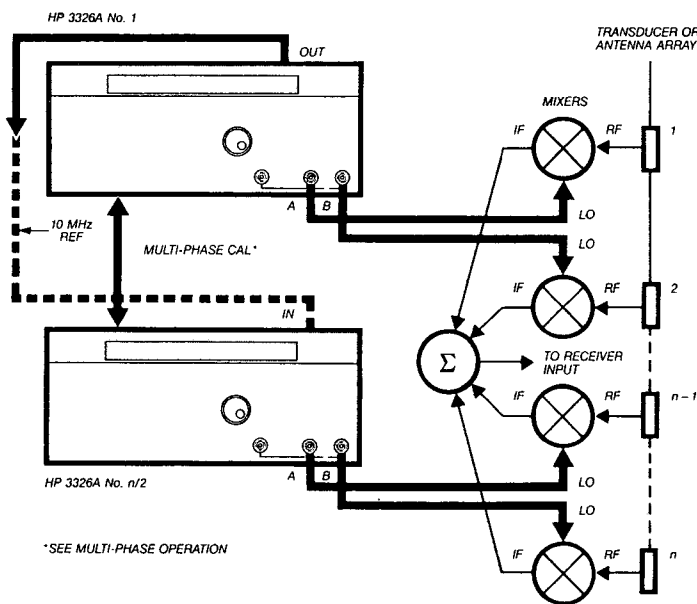 HP 3326A No. 1
OUT
TRANSDUCER OR
ANTENNA ARRAY
MIXERS
IF
RF
1
A
B
LO
10 MHz
REF
MULTI-PHASE CAL*
LO
IF
RF
2
IN
Σ
TO RECEIVER
INPUT
IF
RF
n-1
A
B
LO
HP 3326A No. n/2
LO
*SEE MULTI-PHASE OPERATION
IF
RF
n